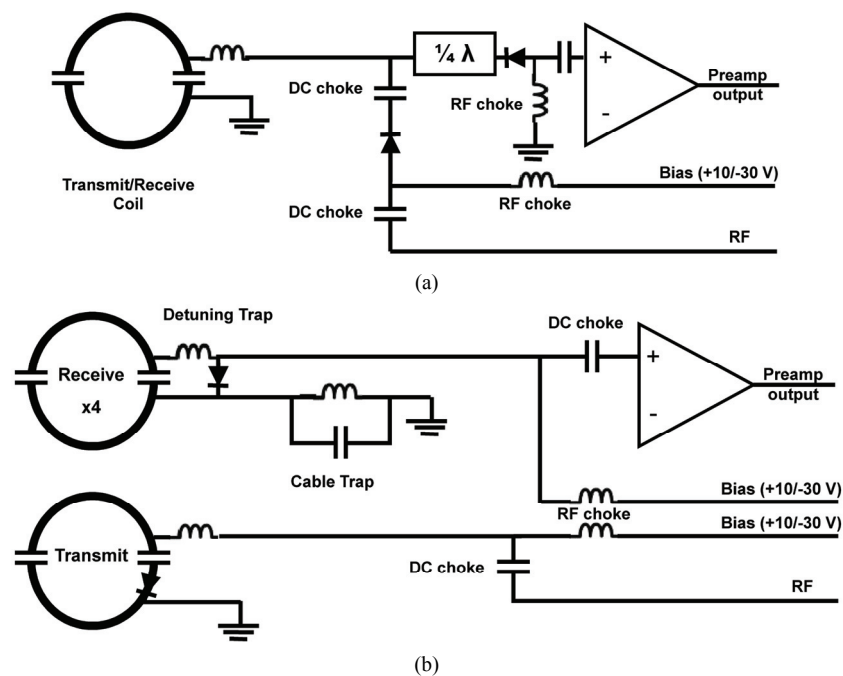 ¼ λ
DC choke
RF choke
+
-
Preamp
output
Transmit/Receive
Coil
Bias (+10/-30 V)
DC choke
RF choke
RF
(a)
Detuning Trap
DC choke
Receive
x4
+
-
Preamp
output
Cable Trap
Bias (+10/-30 V)
RF choke
Bias (+10/-30 V)
Transmit
DC choke
RF
(b)